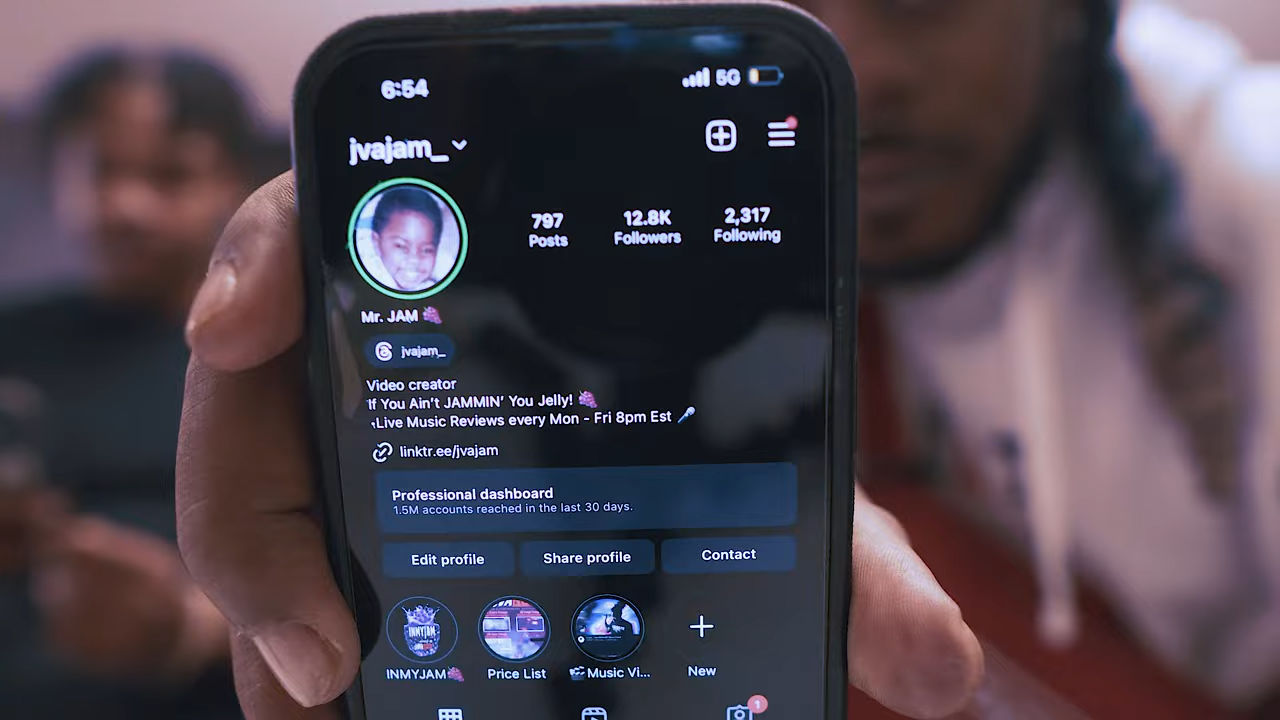 6:54 5G
jvajam_
797 12.8K 2,317
Posts Followers Following
Mr. JAM 🍇
jvajam_
Video creator
If You Ain't JAMMIN' You Jelly! 🍇
Live Music Reviews every Mon - Fri 8pm Est 🎤
linktr.ee/jvajam
Professional dashboard
1.5M accounts reached in the last 30 days.
Edit profile Share profile Contact
INMYJAM
INMYJAM🍇 Price List 🎬Music Vi... New
1